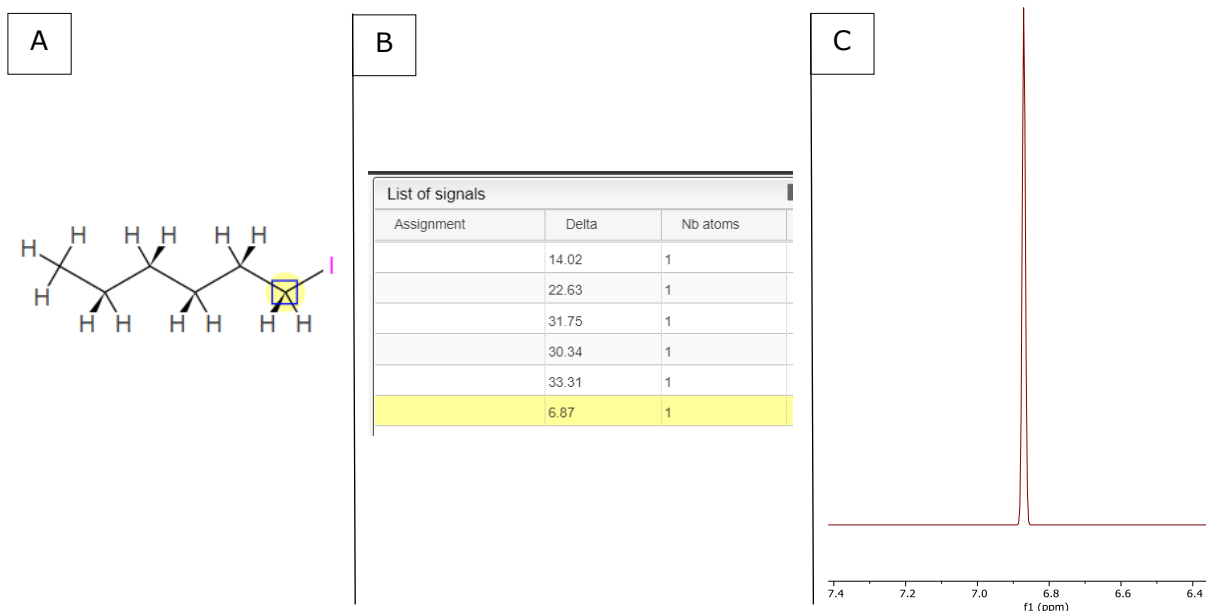 A
H H H H H H
H
H H H H H H
I
B
List of signals
Assignment Delta Nb atoms
14.02 1
22.63 1
31.75 1
30.34 1
33.31 1
6.87 1
C
7.4 7.2 7.0 6.8 6.6 6.4
f1 (ppm)